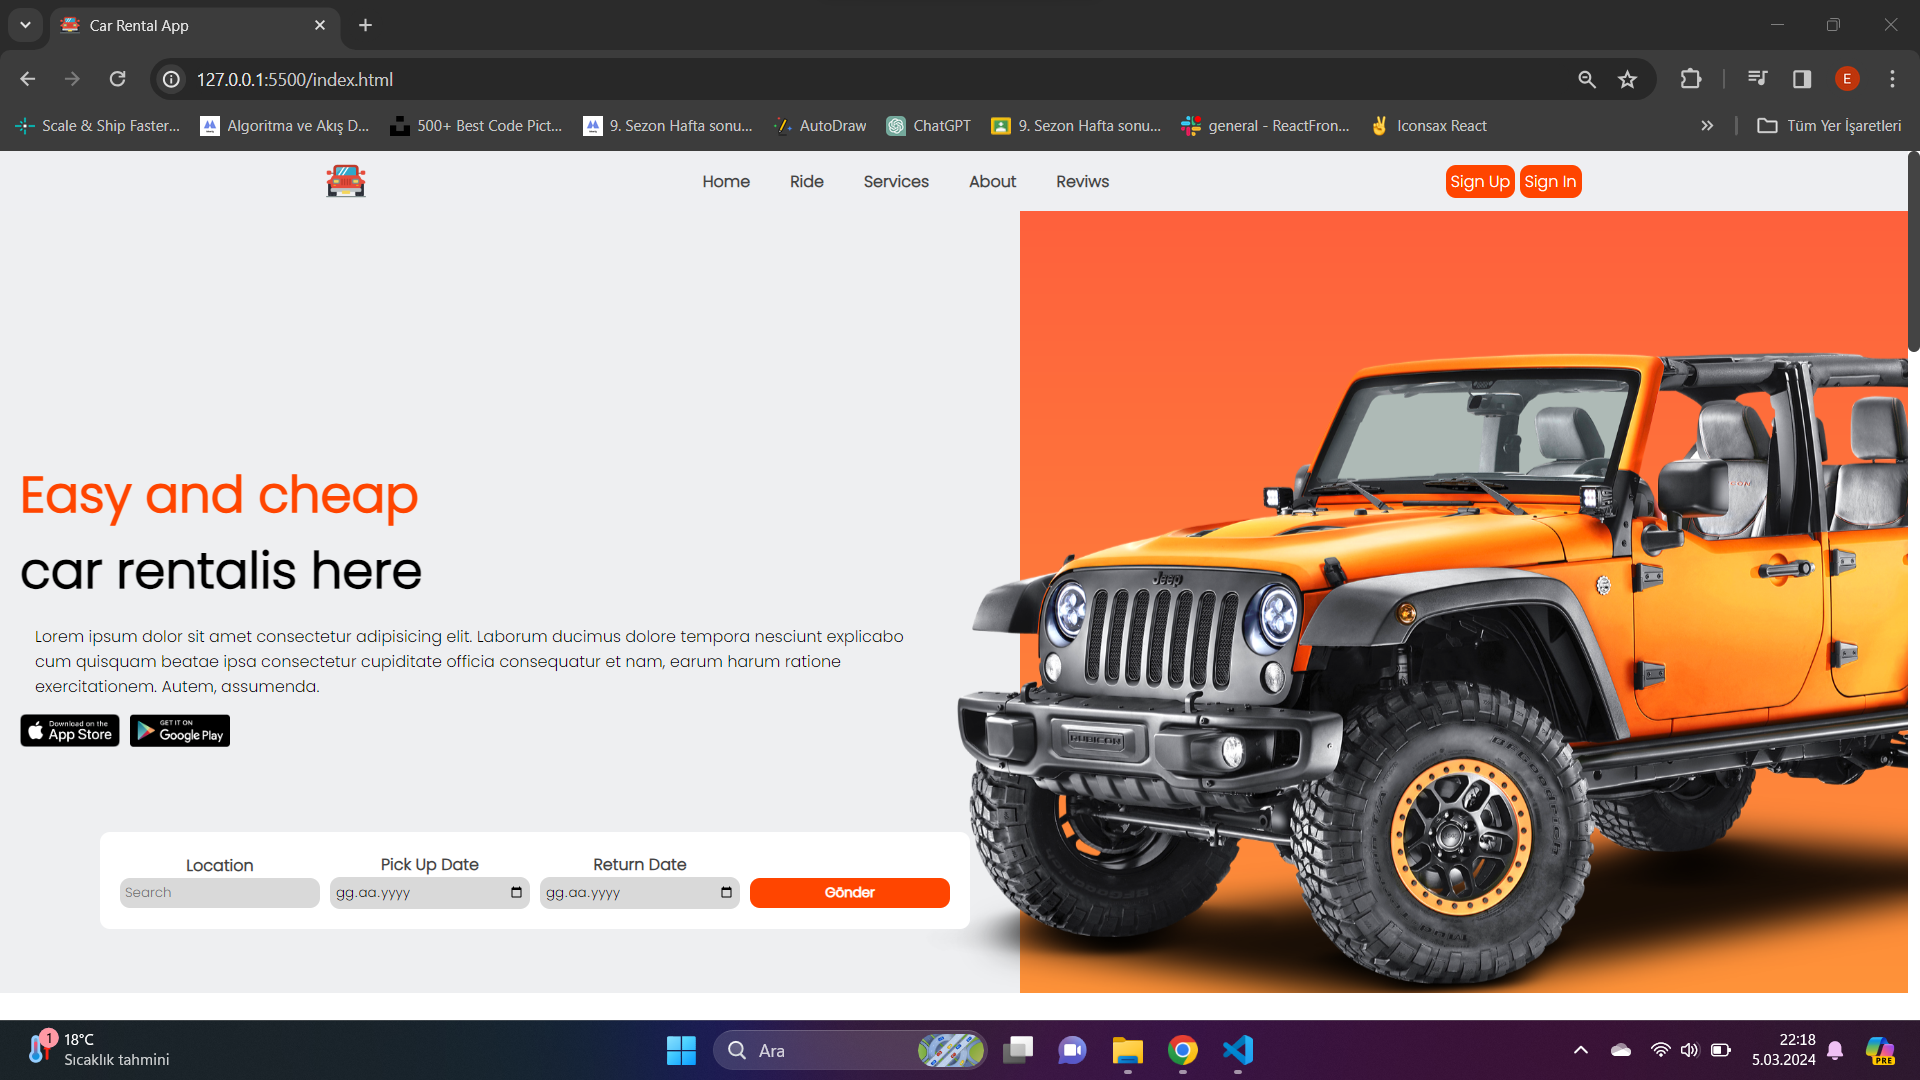 Car Rental App
127.0.0.1:5500/index.html
E
Scale & Ship Faster...
Algoritma ve Akış D...
500+ Best Code Pict...
9. Sezon Hafta sonu...
AutoDraw
ChatGPT
9. Sezon Hafta sonu...
general - ReactFron...
Iconsax React
Tüm Yer İşaretleri
Home
Ride
Services
About
Reviws
Sign Up
Sign In
Easy and cheap
car rentalis here
Lorem ipsum dolor sit amet consectetur adipisicing elit. Laborum ducimus dolore tempora nesciunt explicabo
cum quisquam beatae ipsa consectetur cupiditate officia consequatur et nam, earum harum ratione
exercitationem. Autem, assumenda.
Download on the
App Store
GET IT ON
Google Play
Jeep
RUBICON
Location
Pick Up Date
Return Date
Search
gg.aa.yyyy
gg.aa.yyyy
Gönder
1
18°C
Sıcaklık tahmini
Ara
22:18
5.03.2024
PRE